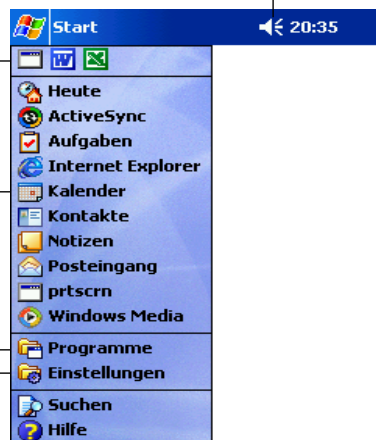 Start 20:35
Heute
ActiveSync
Aufgaben
Internet Explorer
Kalender
Kontakte
Notizen
Posteingang
prtscrn
Windows Media
Programme
Einstellungen
Suchen
Hilfe